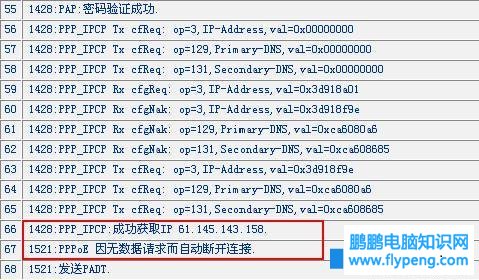 55 1428:PAP:密码验证成功.
56 1428:PPP_IPCP Tx cfReq: op=3,IP-Address,val=0x00000000
57 1428:PPP_IPCP Tx cfReq: op=129,Primary-DNS,val=0x00000000
58 1428:PPP_IPCP Tx cfReq: op=131,Secondary-DNS,val=0x00000000
59 1428:PPP_IPCP Rx cfgReq: op=3,IP-Address,val=0x3d918a01
60 1428:PPP_IPCP Rx cfgNak: op=3,IP-Address,val=0x3d918f9e
61 1428:PPP_IPCP Rx cfgNak: op=129,Primary-DNS,val=0xca6080a6
62 1428:PPP_IPCP Rx cfgNak: op=131,Secondary-DNS,val=0xca608685
63 1428:PPP_IPCP Tx cfReq: op=3,IP-Address,val=0x3d918f9e
64 1428:PPP_IPCP Tx cfReq: op=129,Primary-DNS,val=0xca6080a6
65 1428:PPP_IPCP Tx cfReq: op=131,Secondary-DNS,val=0xca608685
66 1428:PPP_IPCP:成功获取IP 61.145.143.158.
67 1521:PPPoE 因无数据请求而自动断开连接.
68 1521:发送PADT.
鹏鹏电脑知识网
www.flypeng.com